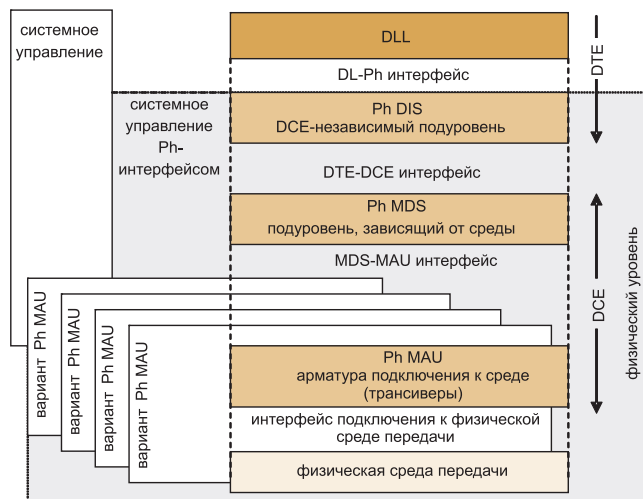 системное
управление
DLL
DTE
DL-Ph интерфейс
системное
управление
Ph-
интерфейсом
Ph DIS
DCE-независимый подуровень
DTE-DCE интерфейс
Ph MDS
подуровень, зависящий от среды
MDS-MAU интерфейс
DCE
физический уровень
вариант Ph MAU
вариант Ph MAU
вариант Ph MAU
вариант Ph MAU
Ph MAU
арматура подключения к среде
(трансиверы)
интерфейс подключения к физической
среде передачи
физическая среда передачи